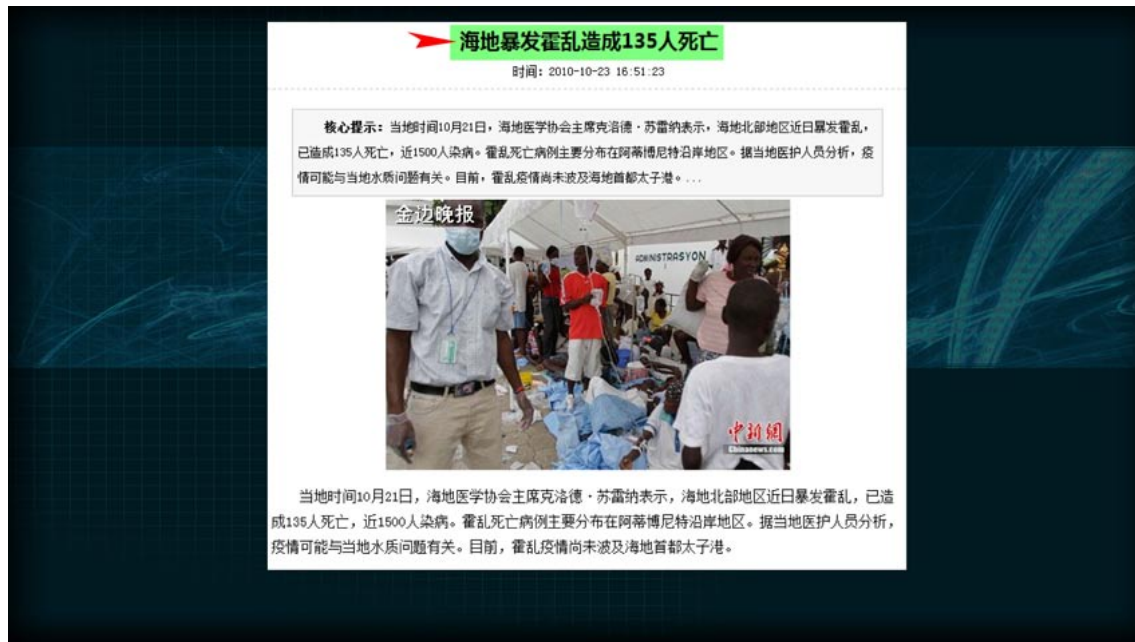 海地暴发霍乱造成135人死亡
时间：2010-10-23 16:51:23
核心提示：当地时间10月21日，海地医学协会主席克洛德·苏雷纳表示，海地北部地区近日暴发霍乱，
已造成135人死亡，近1500人染病。霍乱死亡病例主要分布在阿蒂博尼特沿岸地区。据当地医护人员分析，疫
情可能与当地水质问题有关。目前，霍乱疫情尚未波及海地首都太子港。...
金边晚报
ADMINISTRASYON
中新網
Chinanews.com
当地时间10月21日，海地医学协会主席克洛德·苏雷纳表示，海地北部地区近日暴发霍乱，已造
成135人死亡，近1500人染病。霍乱死亡病例主要分布在阿蒂博尼特沿岸地区。据当地医护人员分析，
疫情可能与当地水质问题有关。目前，霍乱疫情尚未波及海地首都太子港。